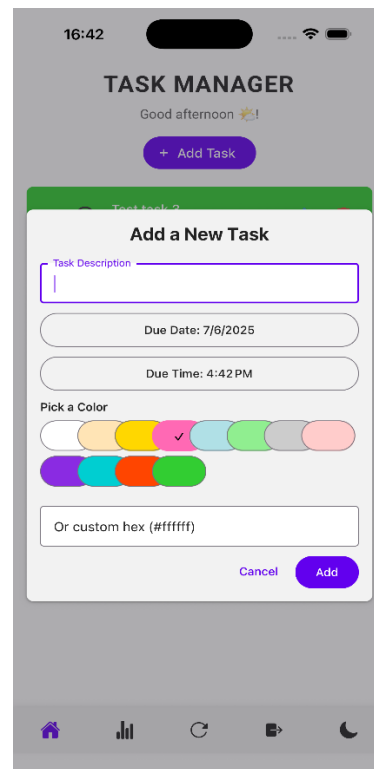 16:42
TASK MANAGER
Good afternoon 🌤️!
+ Add Task
Test task 3
Add a New Task
Task Description
Due Date: 7/6/2025
Due Time: 4:42 PM
Pick a Color
Or custom hex (#ffffff)
Cancel
Add